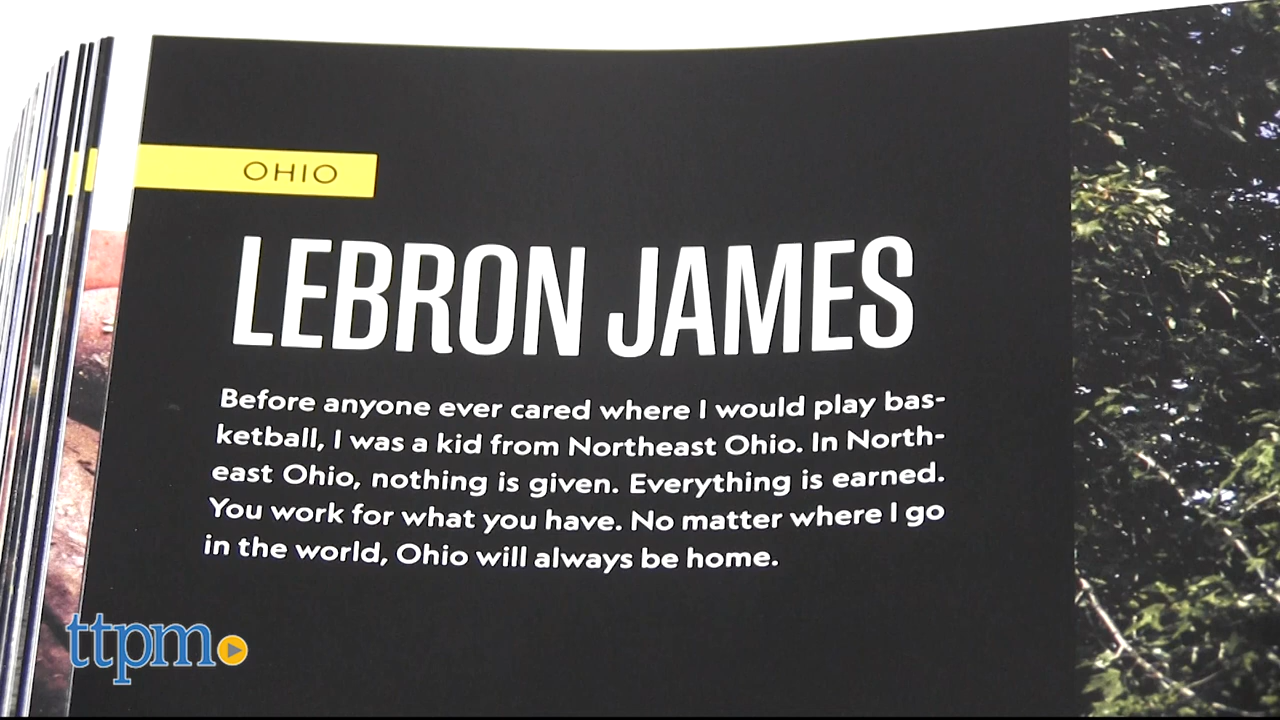 OHIO
LEBRON JAMES
Before anyone ever cared where I would play bas-
ketball, I was a kid from Northeast Ohio. In North-
east Ohio, nothing is given. Everything is earned.
You work for what you have. No matter where I go
in the world, Ohio will always be home.
ttpm